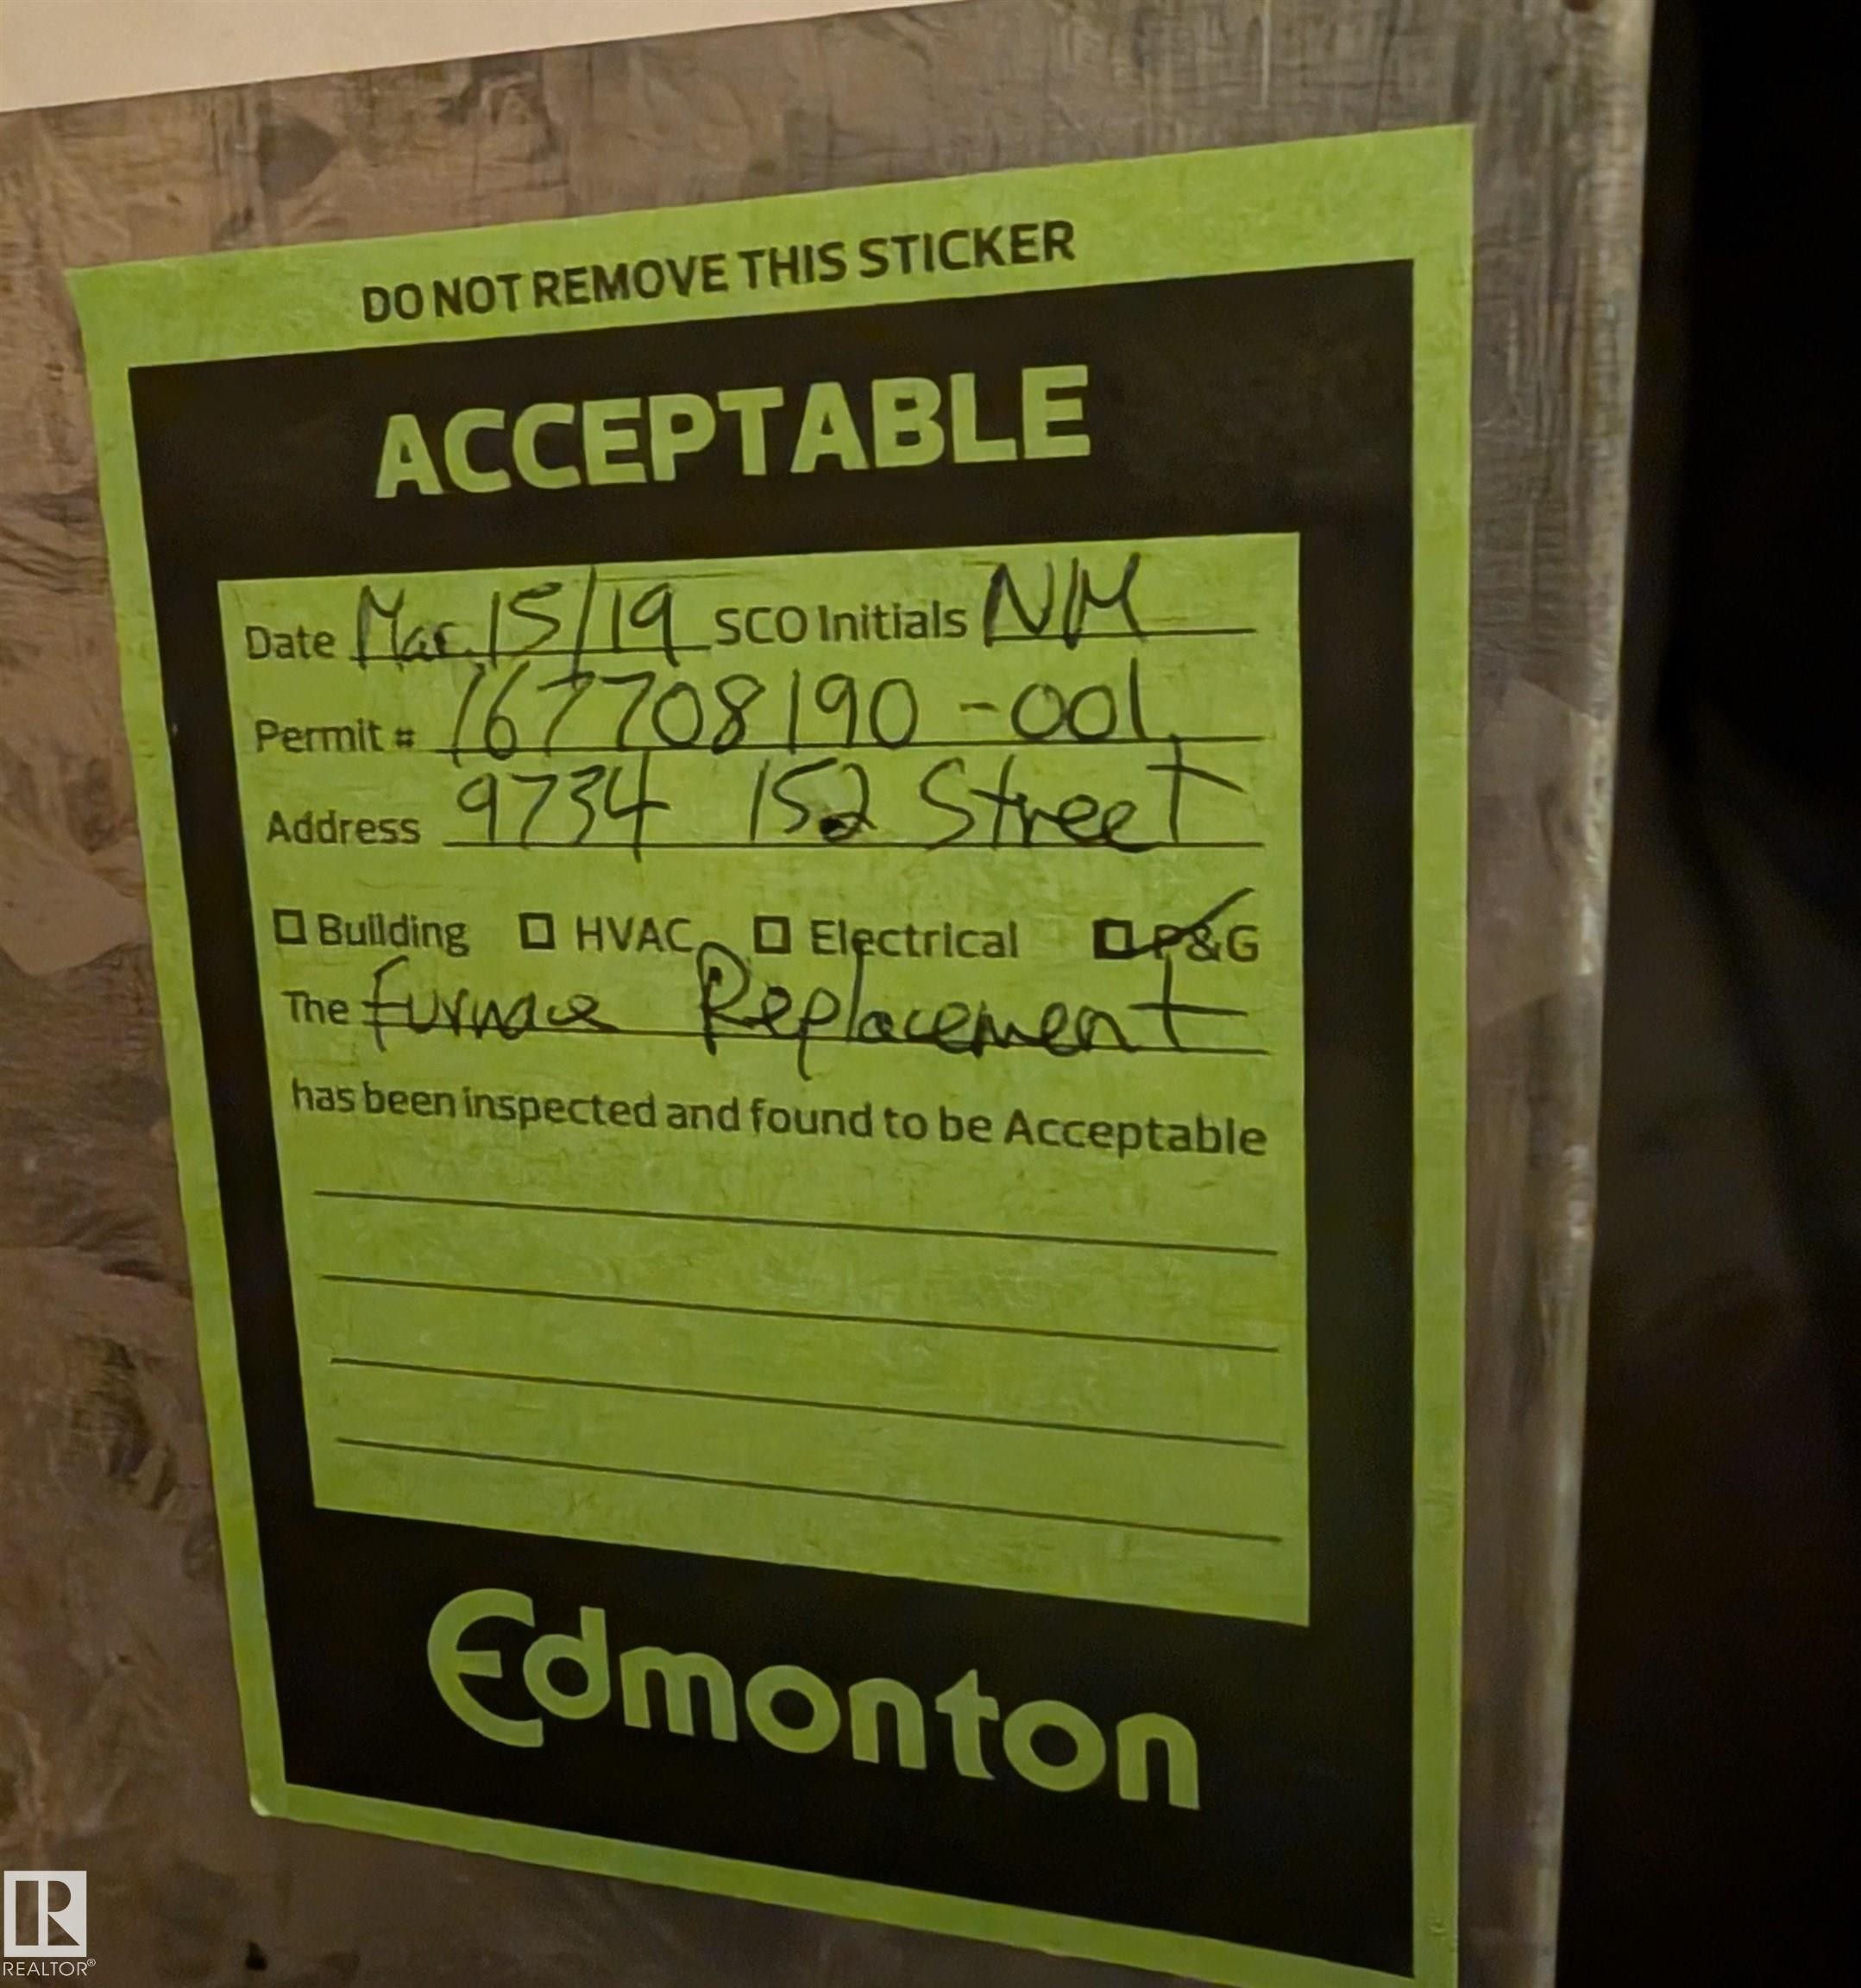 DO NOT REMOVE THIS STICKER
ACCEPTABLE
Date Mar 15/19 SCO Initials NM
Permit # 167708190-001
Address 9734 152 Street
Building HVAC Electrical P&G
The furnace Replacement
has been inspected and found to be Acceptable
Edmonton
R
REALTOR®